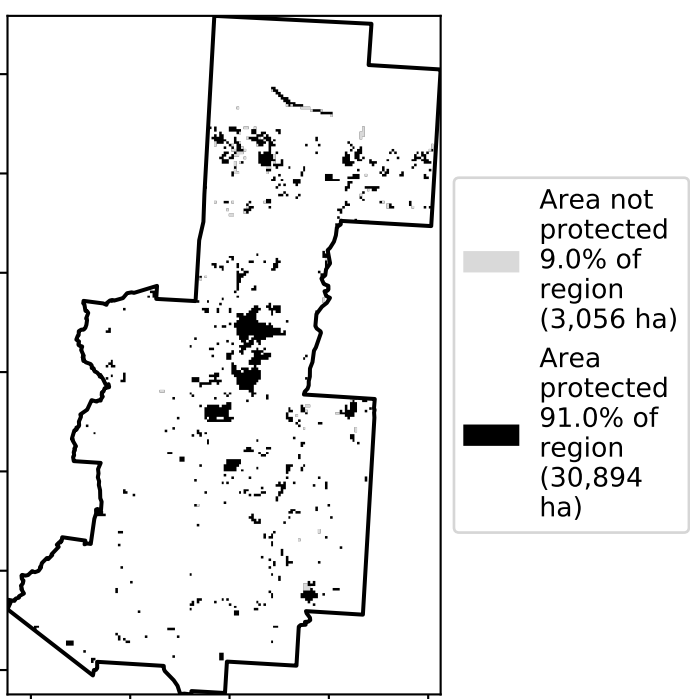 Area not
protected
9.0% of
region
(3,056 ha)
Area
protected
91.0% of
region
(30,894
ha)